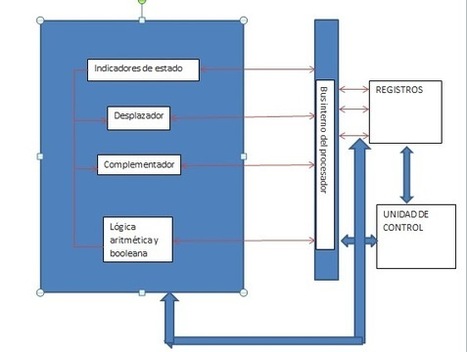 Indicadores de estado
Desplazador
Complementador
Lógica
aritmética y
booleana
Bus interno del procesador
REGISTROS
UNIDAD DE
CONTROL